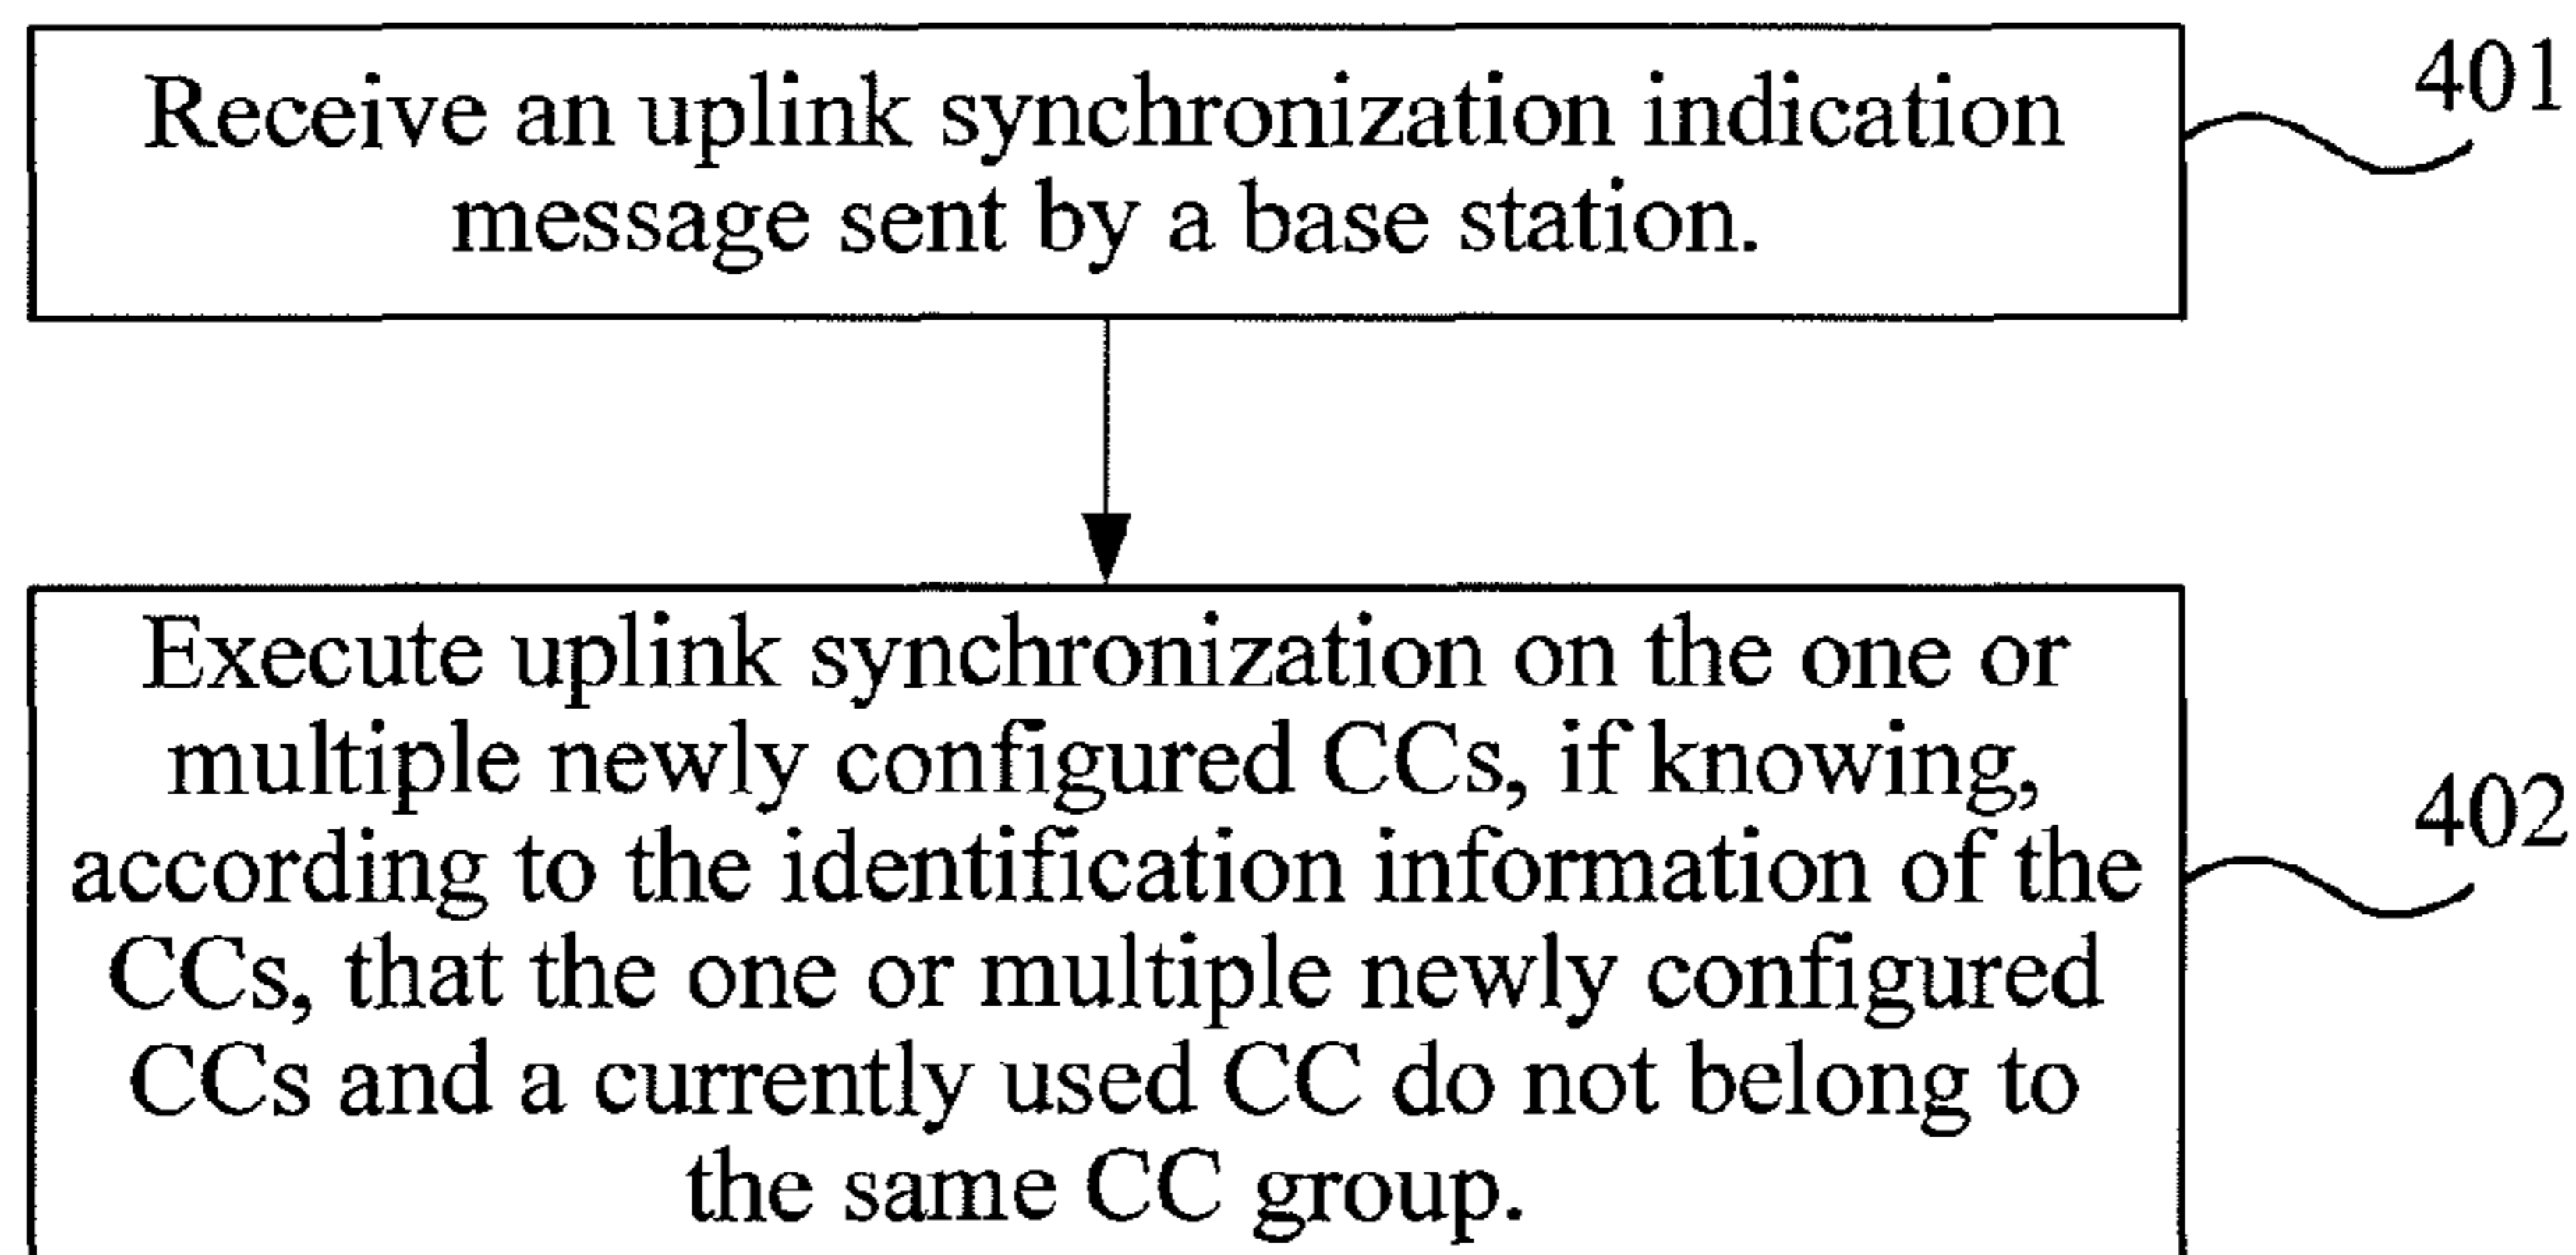 Receive an uplink synchronization indication
message sent by a base station.
401
Execute uplink synchronization on the one or
multiple newly configured CCs, if knowing,
according to the identification information of the
CCs, that the one or multiple newly configured
CCs and a currently used CC do not belong to
the same CC group.
402